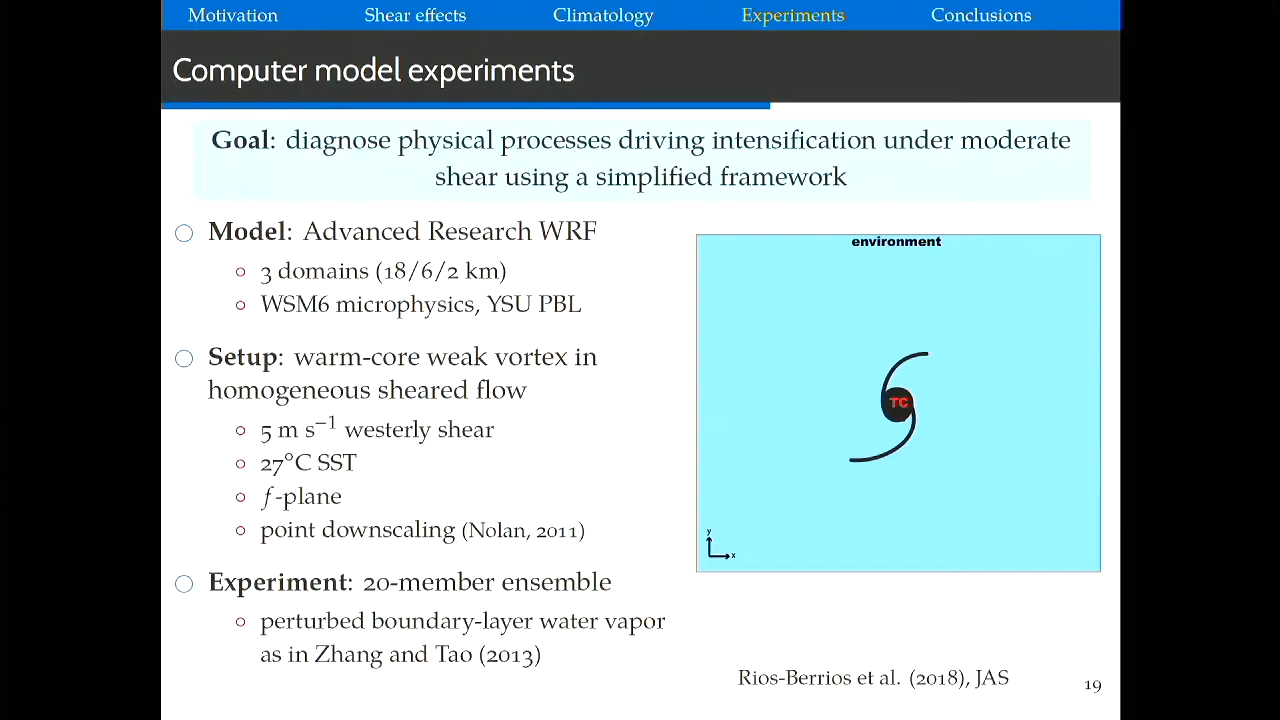 Motivation Shear effects Climatology Experiments Conclusions
Computer model experiments
Goal: diagnose physical processes driving intensification under moderate
shear using a simplified framework
Model: Advanced Research WRF
3 domains (18/6/2 km)
WSM6 microphysics, YSU PBL
Setup: warm-core weak vortex in
homogeneous sheared flow
5 m s⁻¹ westerly shear
27°C SST
f-plane
point downscaling (Nolan, 2011)
Experiment: 20-member ensemble
perturbed boundary-layer water vapor
as in Zhang and Tao (2013)
environment
TC
y
x
Rios-Berrios et al. (2018), JAS
19